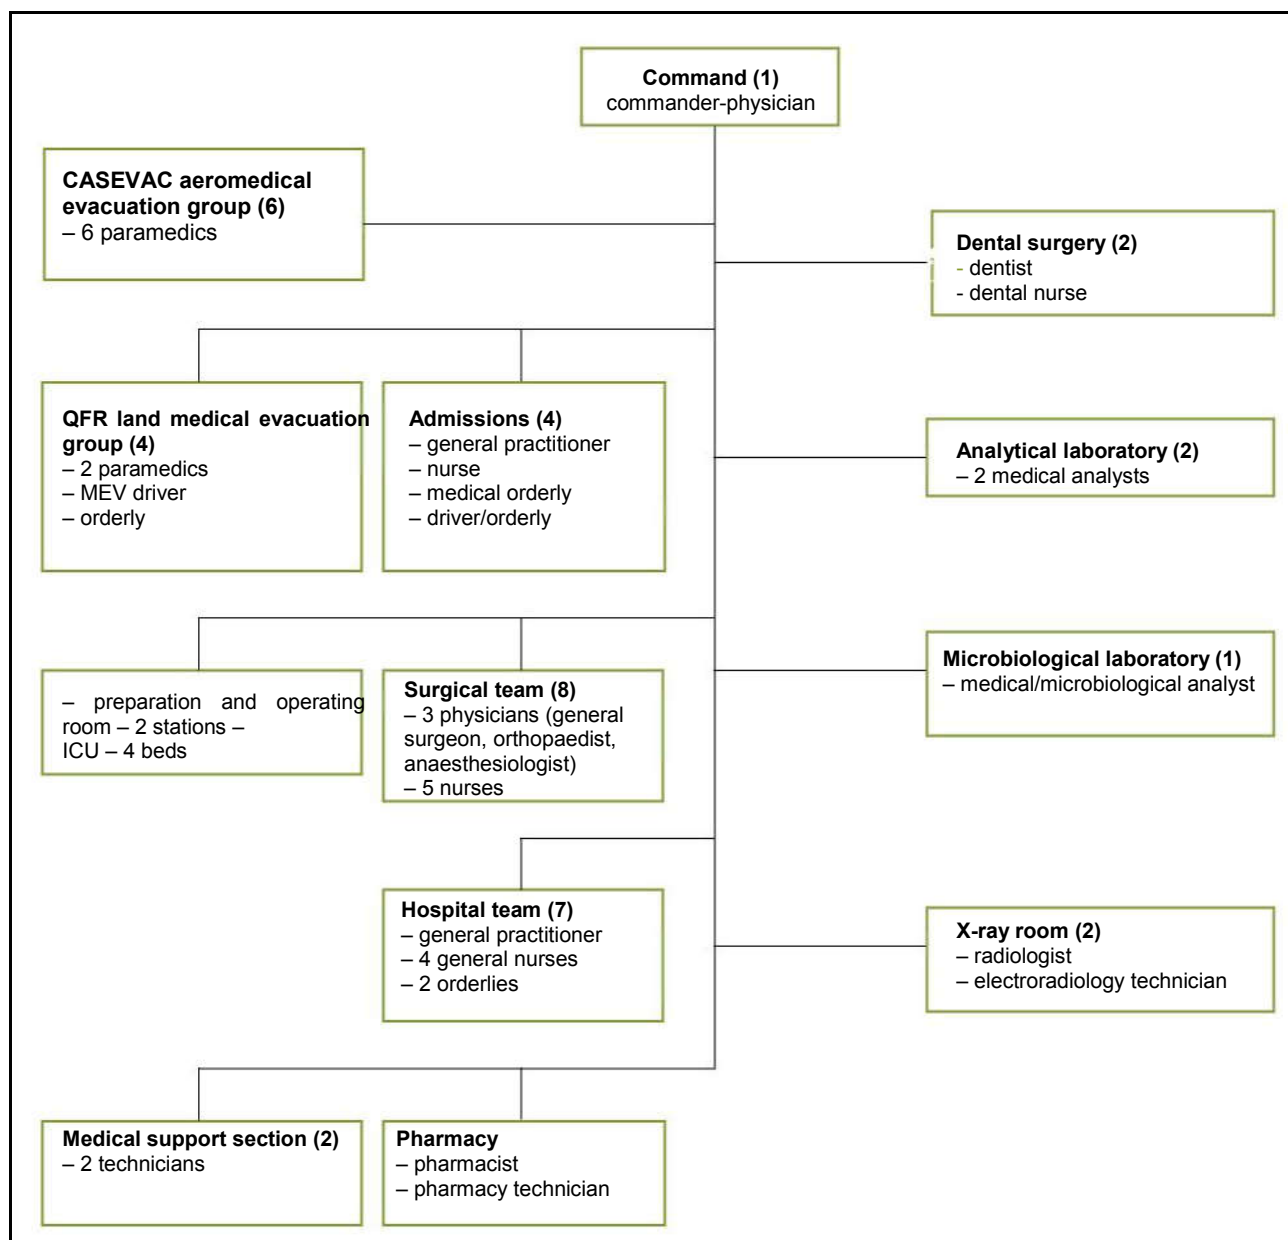 Command (1)
commander-physician
CASEVAC aeromedical
evacuation group (6)
– 6 paramedics
Dental surgery (2)
- dentist
- dental nurse
QFR land medical evacuation
group (4)
– 2 paramedics
– MEV driver
– orderly
Admissions (4)
– general practitioner
– nurse
– medical orderly
– driver/orderly
Analytical laboratory (2)
– 2 medical analysts
– preparation and operating
room – 2 stations –
ICU – 4 beds
Surgical team (8)
– 3 physicians (general
surgeon, orthopaedist,
anaesthesiologist)
– 5 nurses
Microbiological laboratory (1)
– medical/microbiological analyst
Hospital team (7)
– general practitioner
– 4 general nurses
– 2 orderlies
X-ray room (2)
– radiologist
– electroradiology technician
Medical support section (2)
– 2 technicians
Pharmacy
– pharmacist
– pharmacy technician